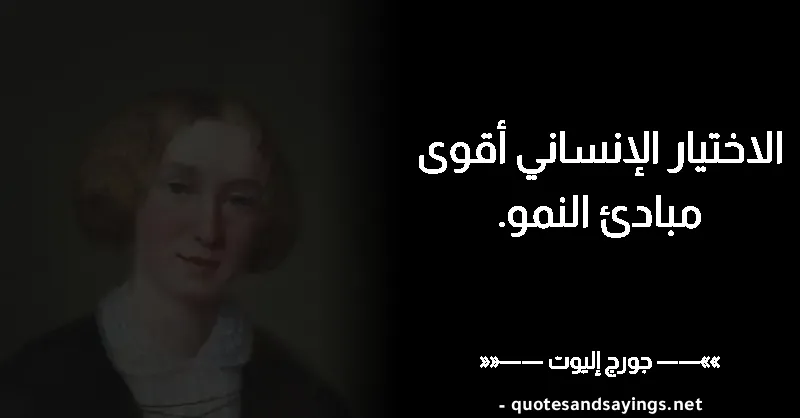 الاختيار الإنساني أقوى
مبادئ النمو.
»»—— جورج إليوت ——««
- quotesandsayings.net